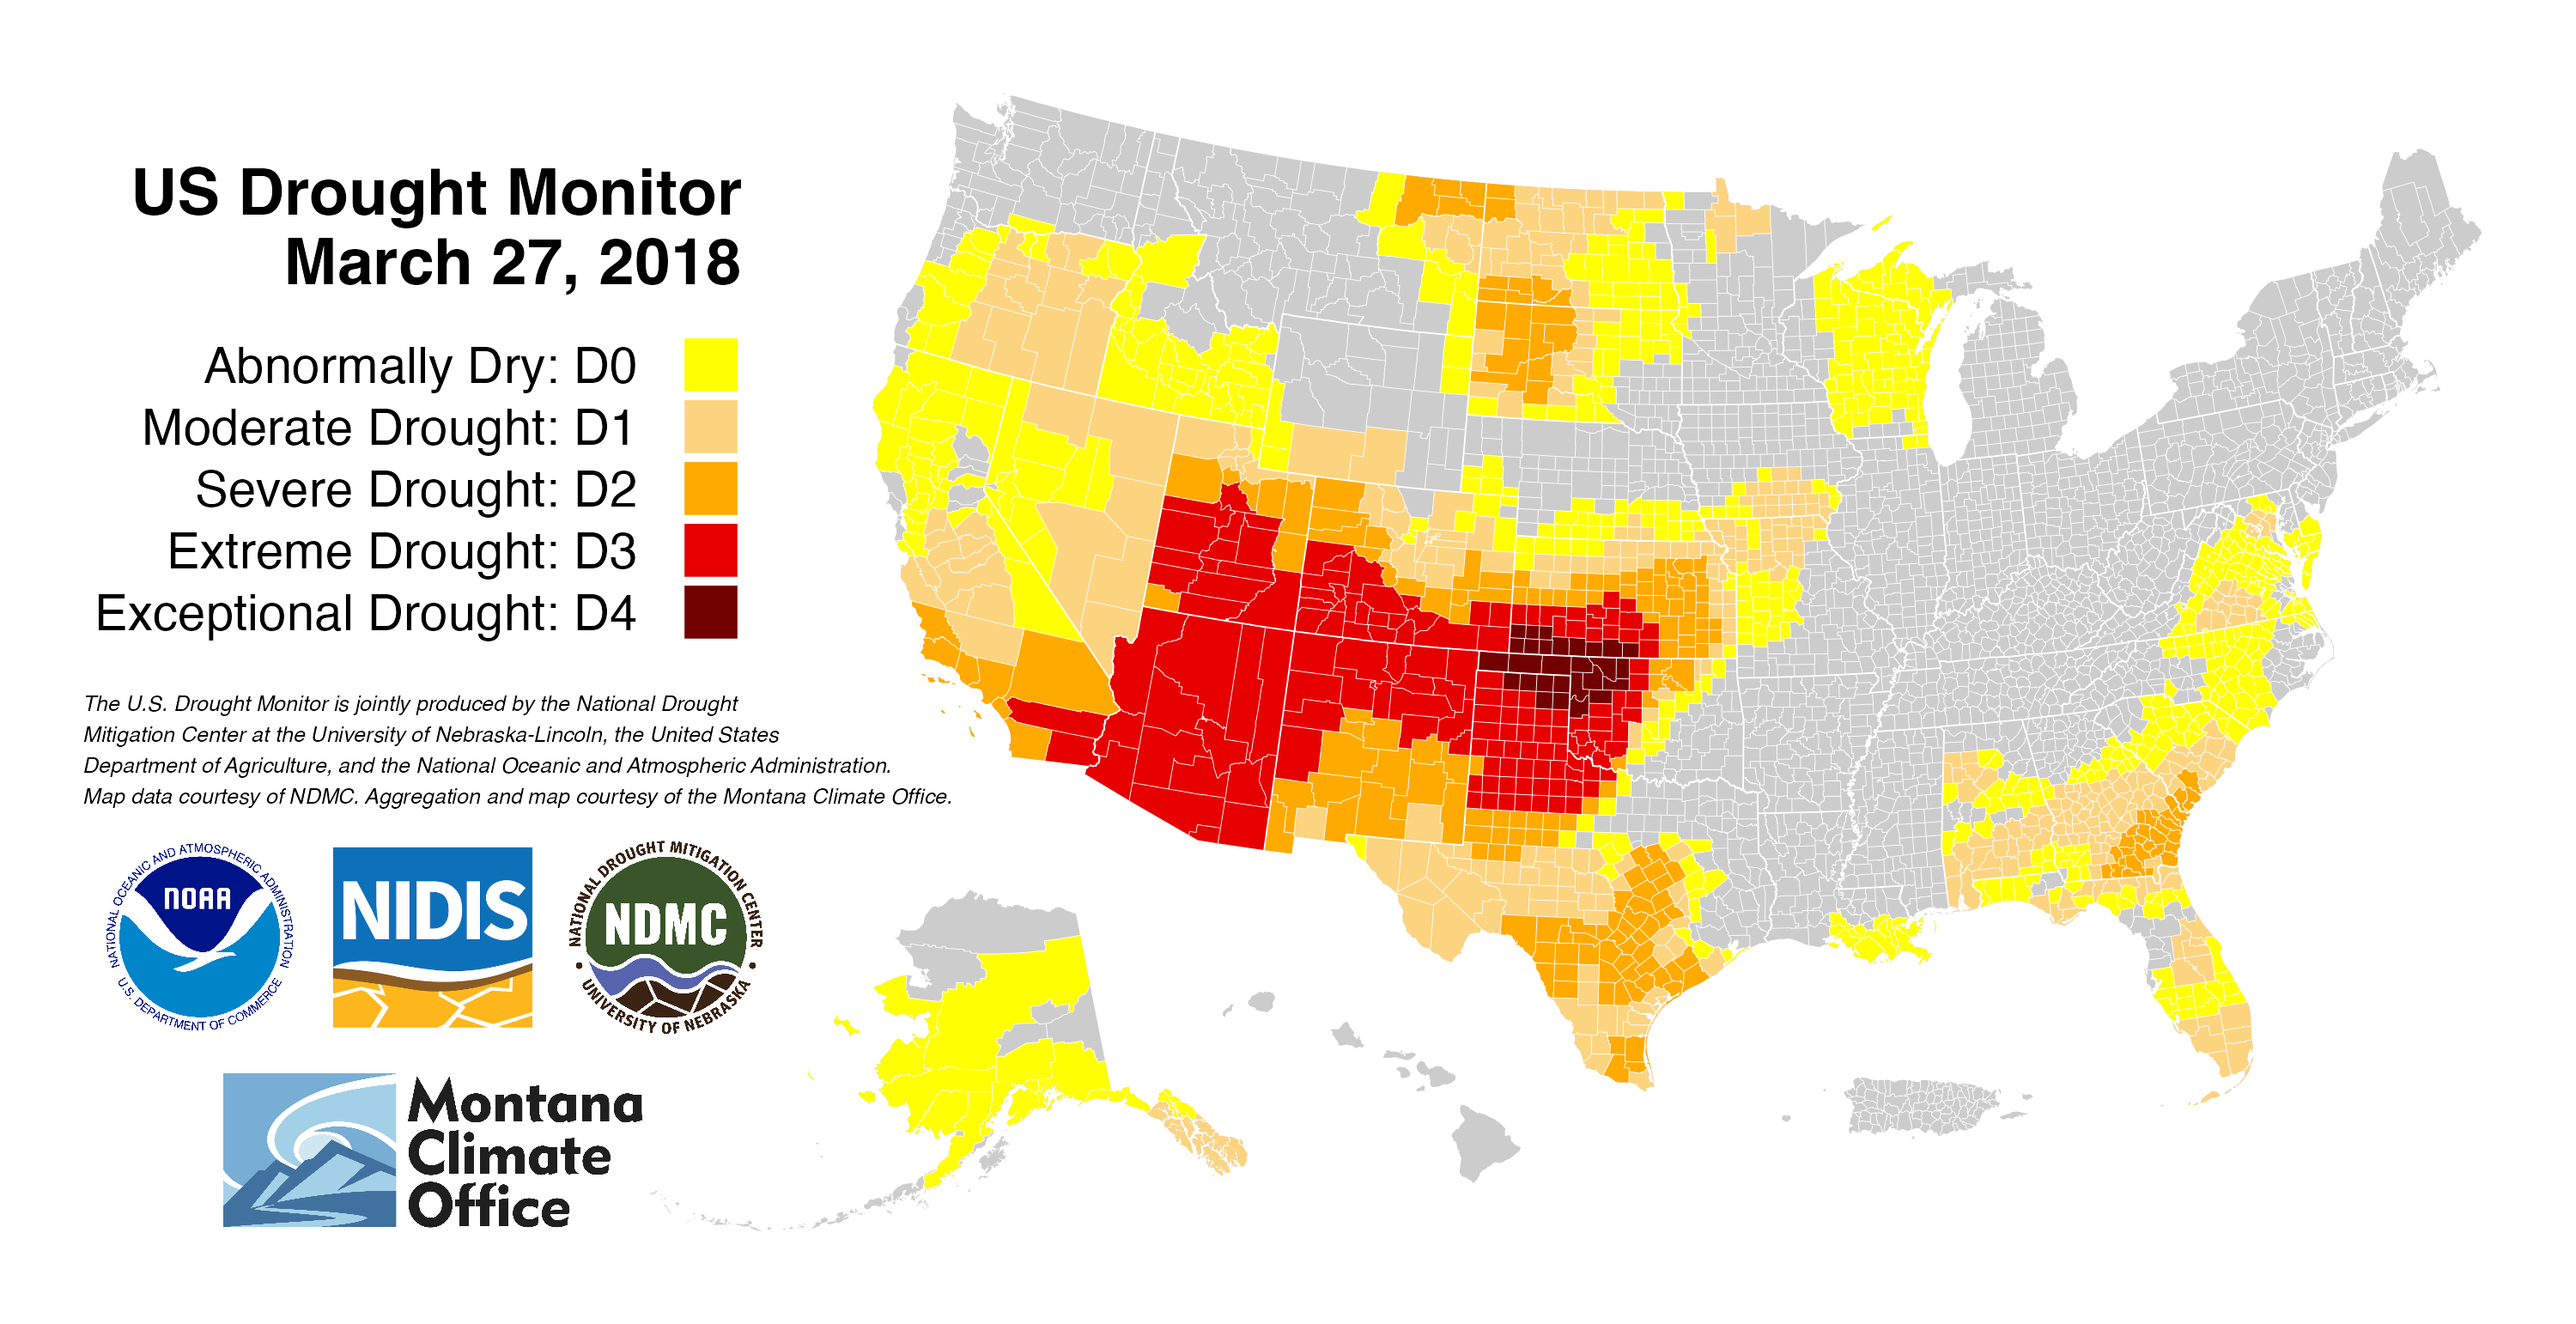 US Drought Monitor
March 27, 2018
Abnormally Dry: D0
Moderate Drought: D1
Severe Drought: D2
Extreme Drought: D3
Exceptional Drought: D4
The U.S. Drought Monitor is jointly produced by the National Drought
Mitigation Center at the University of Nebraska-Lincoln, the United States
Department of Agriculture, and the National Oceanic and Atmospheric Administration.
Map data courtesy of NDMC. Aggregation and map courtesy of the Montana Climate Office.
NATIONAL OCEANIC AND ATMOSPHERIC ADMINISTRATION
NOAA
U.S. DEPARTMENT OF COMMERCE
NIDIS
NATIONAL DROUGHT MITIGATION CENTER
NDMC
• UNIVERSITY OF NEBRASKA •
Montana
Climate
Office